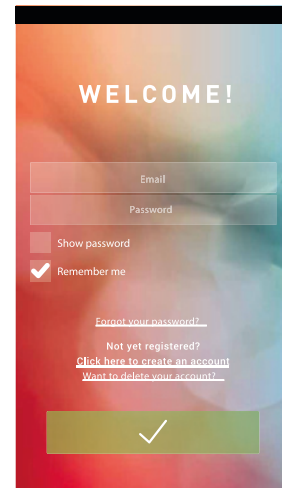 WELCOME!
Email
Password
Show password
Remember me
Forgot your password?
Not yet registered?
Click here to create an account
Want to delete your account?